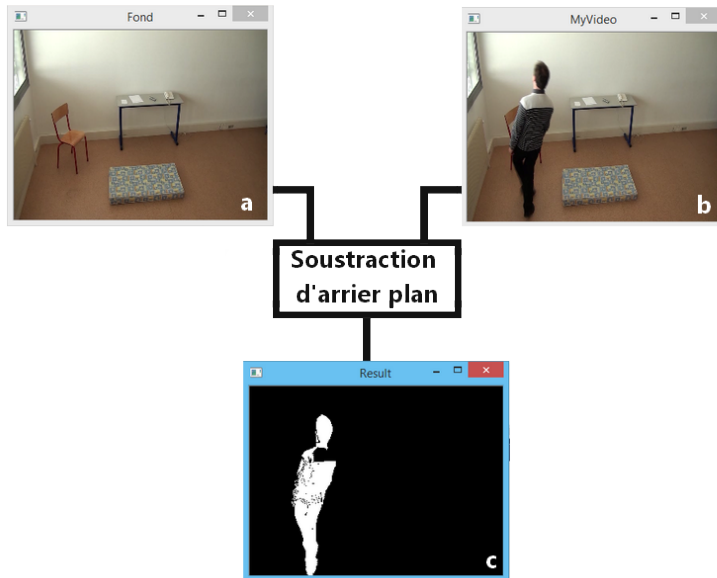 Fond
MyVideo
a
b
Soustraction
d'arrier plan
Result
c